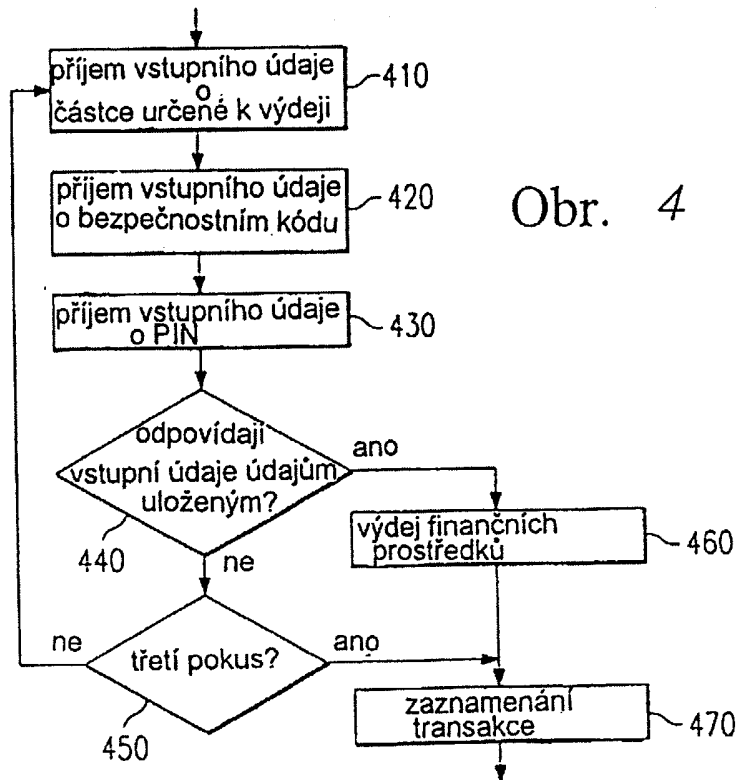 příjem vstupního údaje
o
částce určené k výdeji
410
příjem vstupního údaje
o bezpečnostním kódu
420
Obr. 4
příjem vstupního údaje
o PIN
430
odpovídají
vstupní údaje údajům
uloženým?
ano
440
ne
výdej finančních
prostředků
460
ne
třetí pokus?
ano
450
zaznamenání
transakce
470